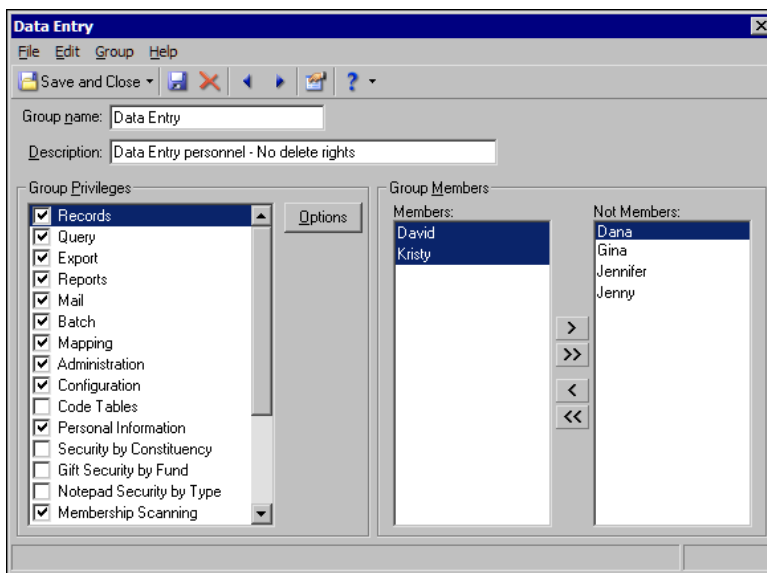 Data Entry
File Edit Group Help
Save and Close ?
Group name: Data Entry
Description: Data Entry personnel - No delete rights
Group Privileges
Records
Query
Export
Reports
Mail
Batch
Mapping
Administration
Configuration
Code Tables
Personal Information
Security by Constituency
Gift Security by Fund
Notepad Security by Type
Membership Scanning
Options
Group Members
Members:
David
Kristy
>
>>
<
<<
Not Members:
Dana
Gina
Jennifer
Jenny